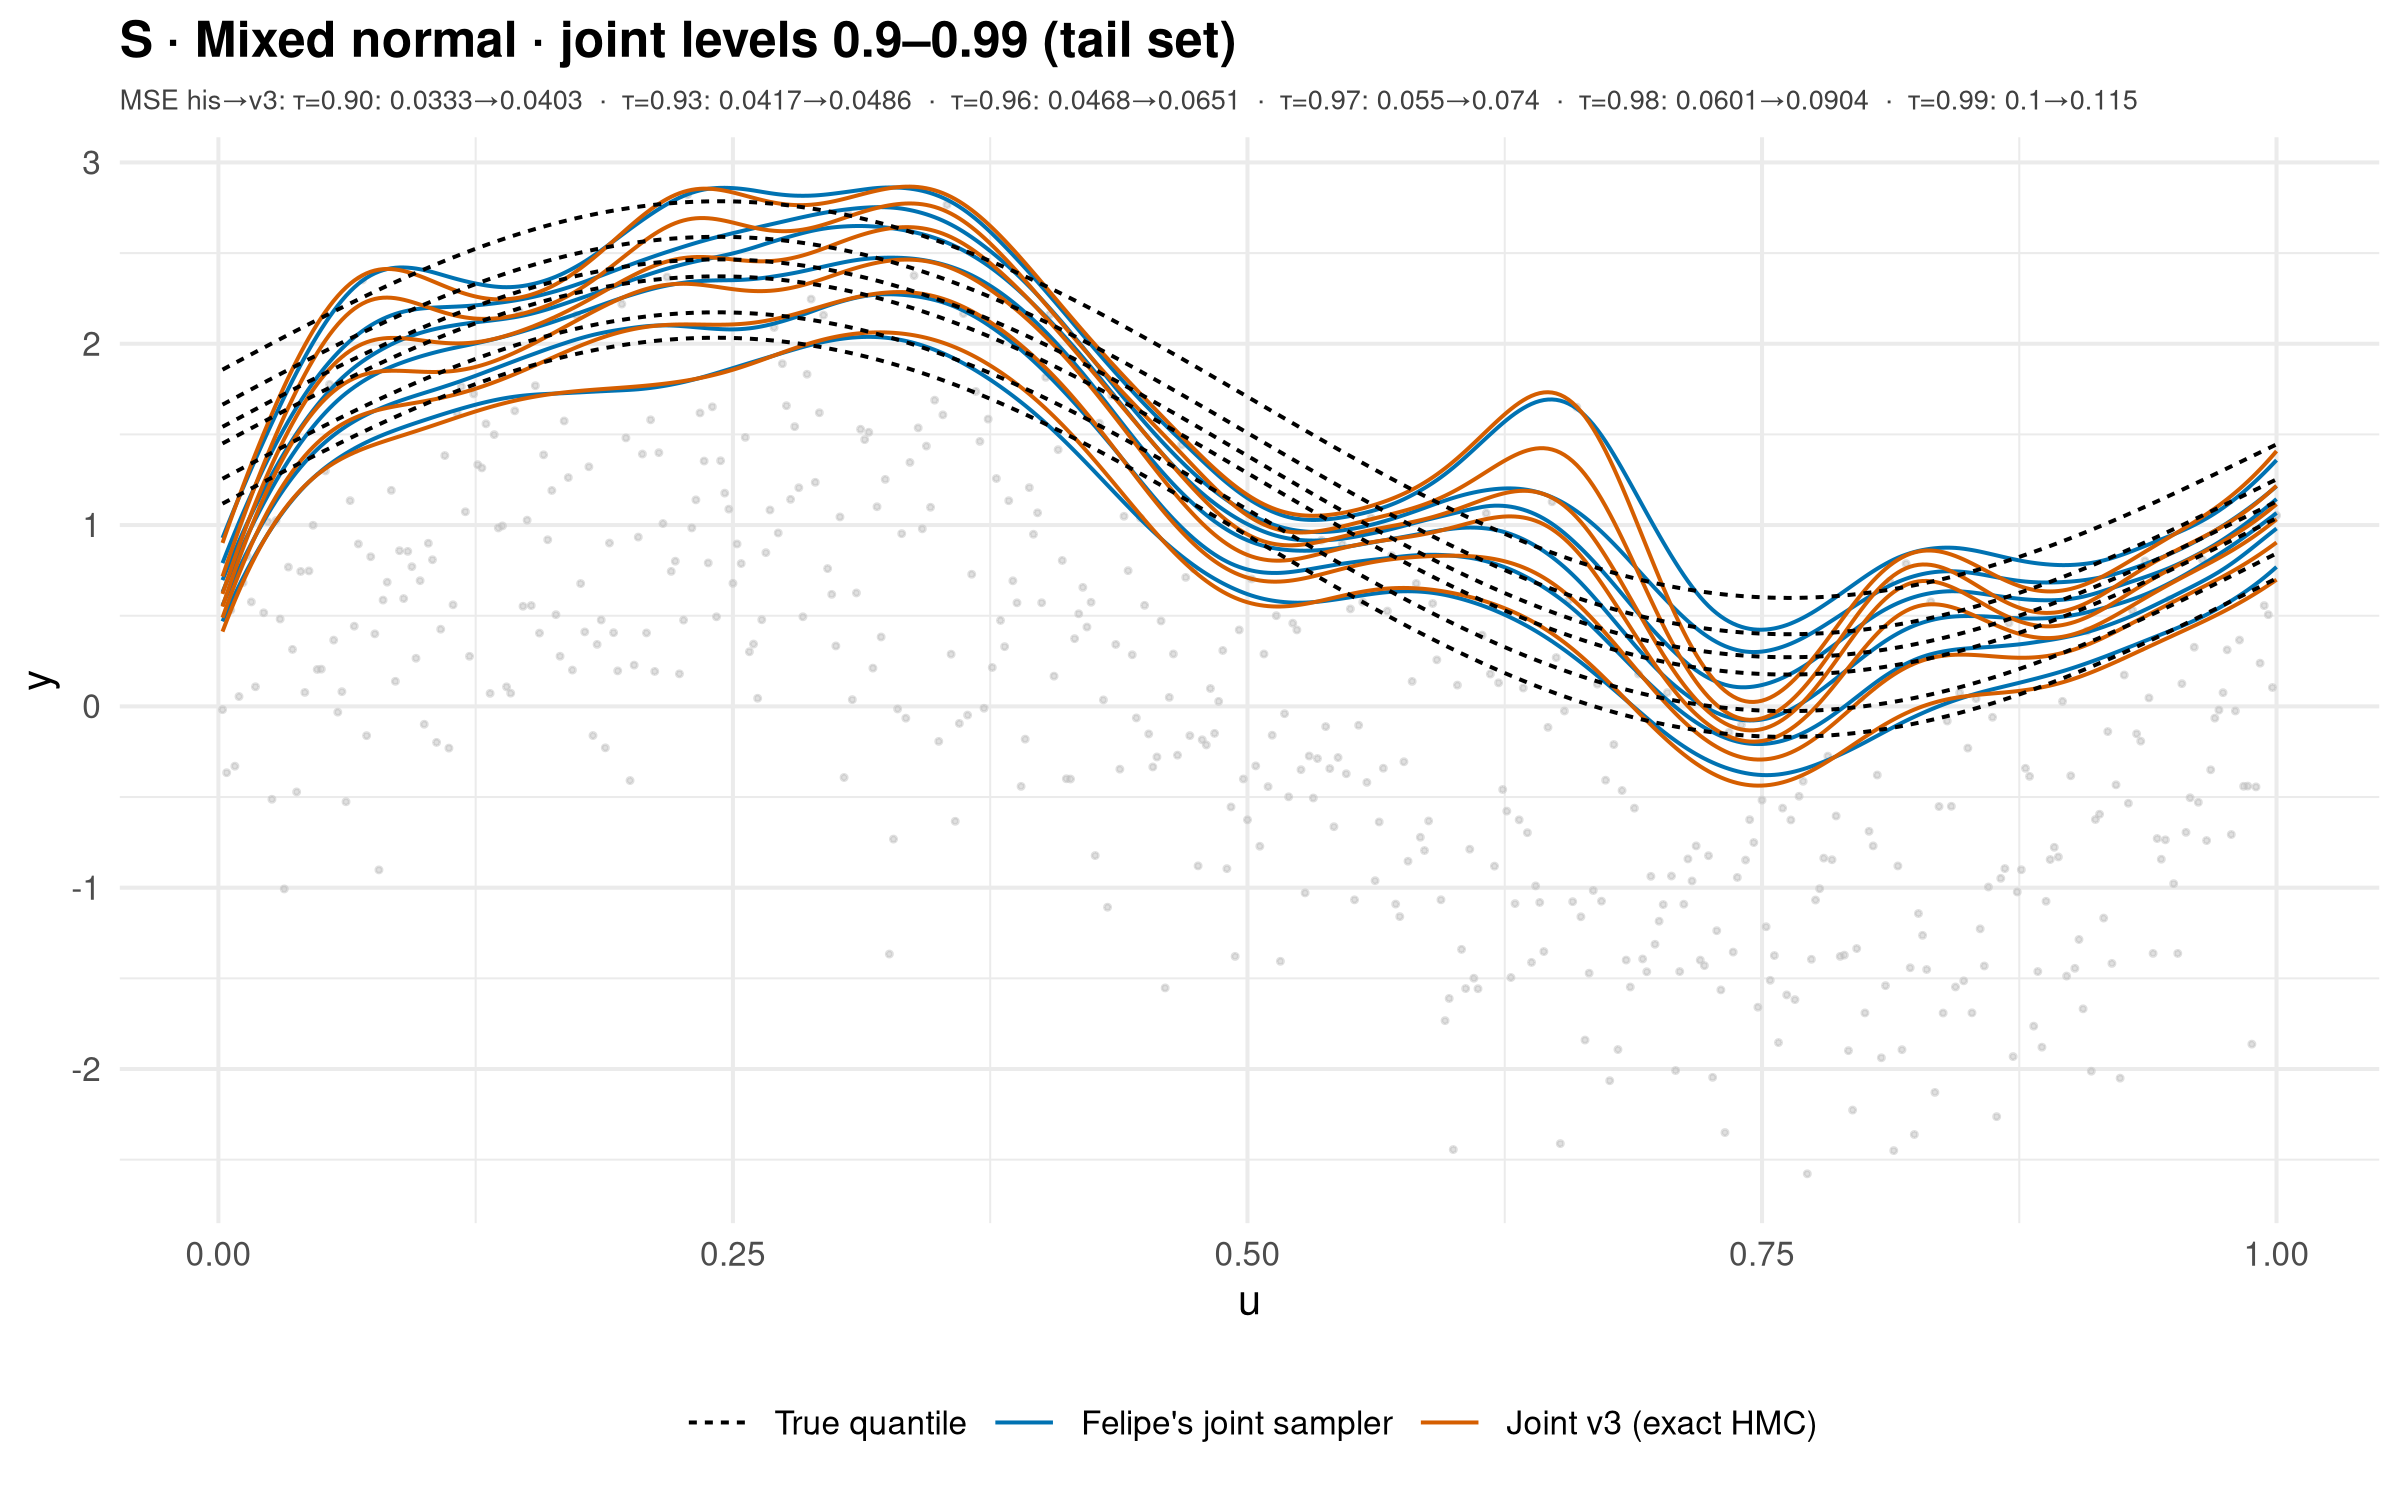 S · Mixed normal · joint levels 0.9–0.99 (tail set)
MSE his→v3: τ=0.90: 0.0333→0.0403 · τ=0.93: 0.0417→0.0486 · τ=0.96: 0.0468→0.0651 · τ=0.97: 0.055→0.074 · τ=0.98: 0.0601→0.0904 · τ=0.99: 0.1→0.115
3
2
1
0
-1
-2
y
0.00 0.25 0.50 0.75 1.00
u
True quantile Felipe's joint sampler Joint v3 (exact HMC)